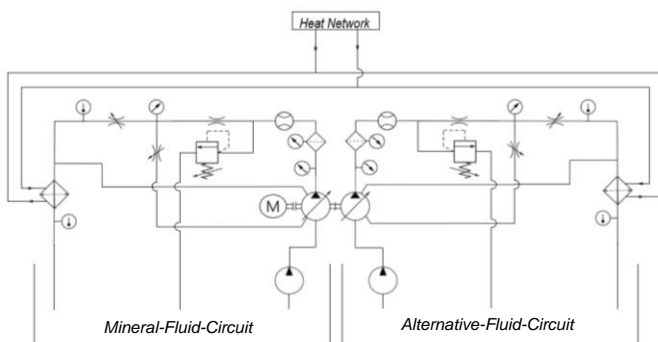 Heat Network
M
Mineral-Fluid-Circuit
Alternative-Fluid-Circuit